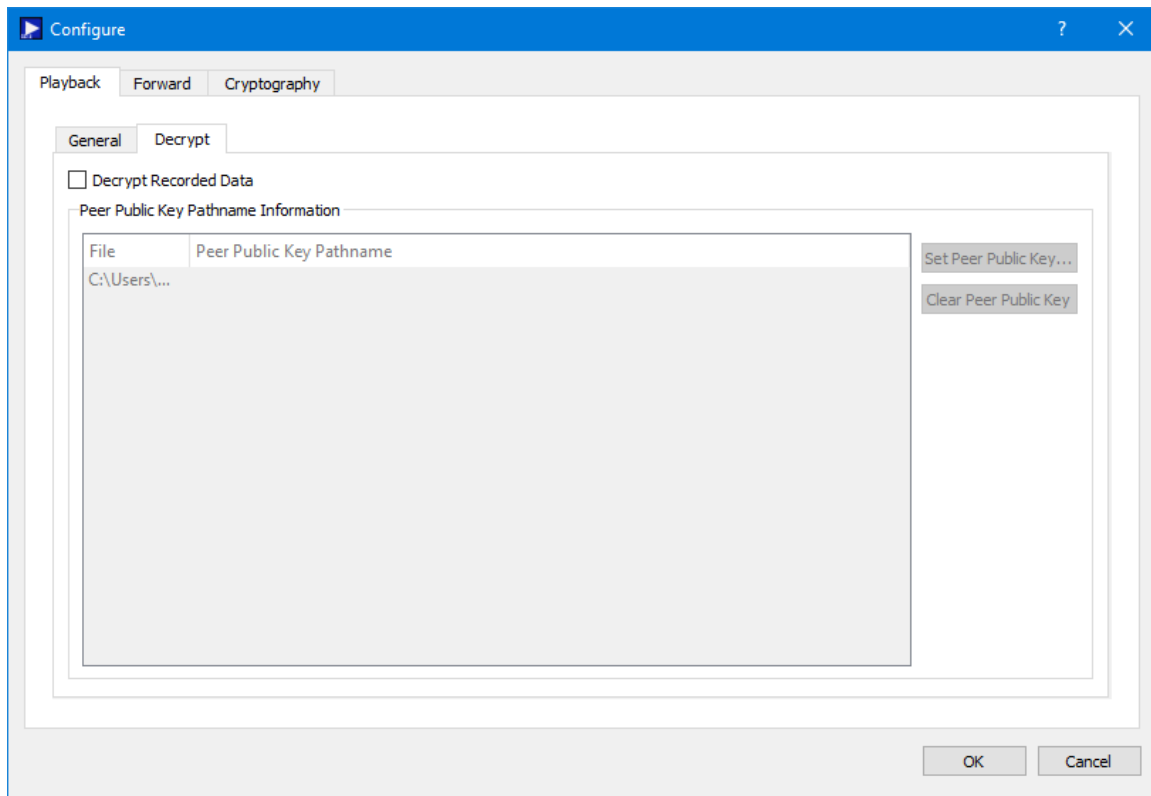 Configure
?
Playback Forward Cryptography
General Decrypt
Decrypt Recorded Data
Peer Public Key Pathname Information
File Peer Public Key Pathname
C:\Users\...
Set Peer Public Key...
Clear Peer Public Key
OK Cancel